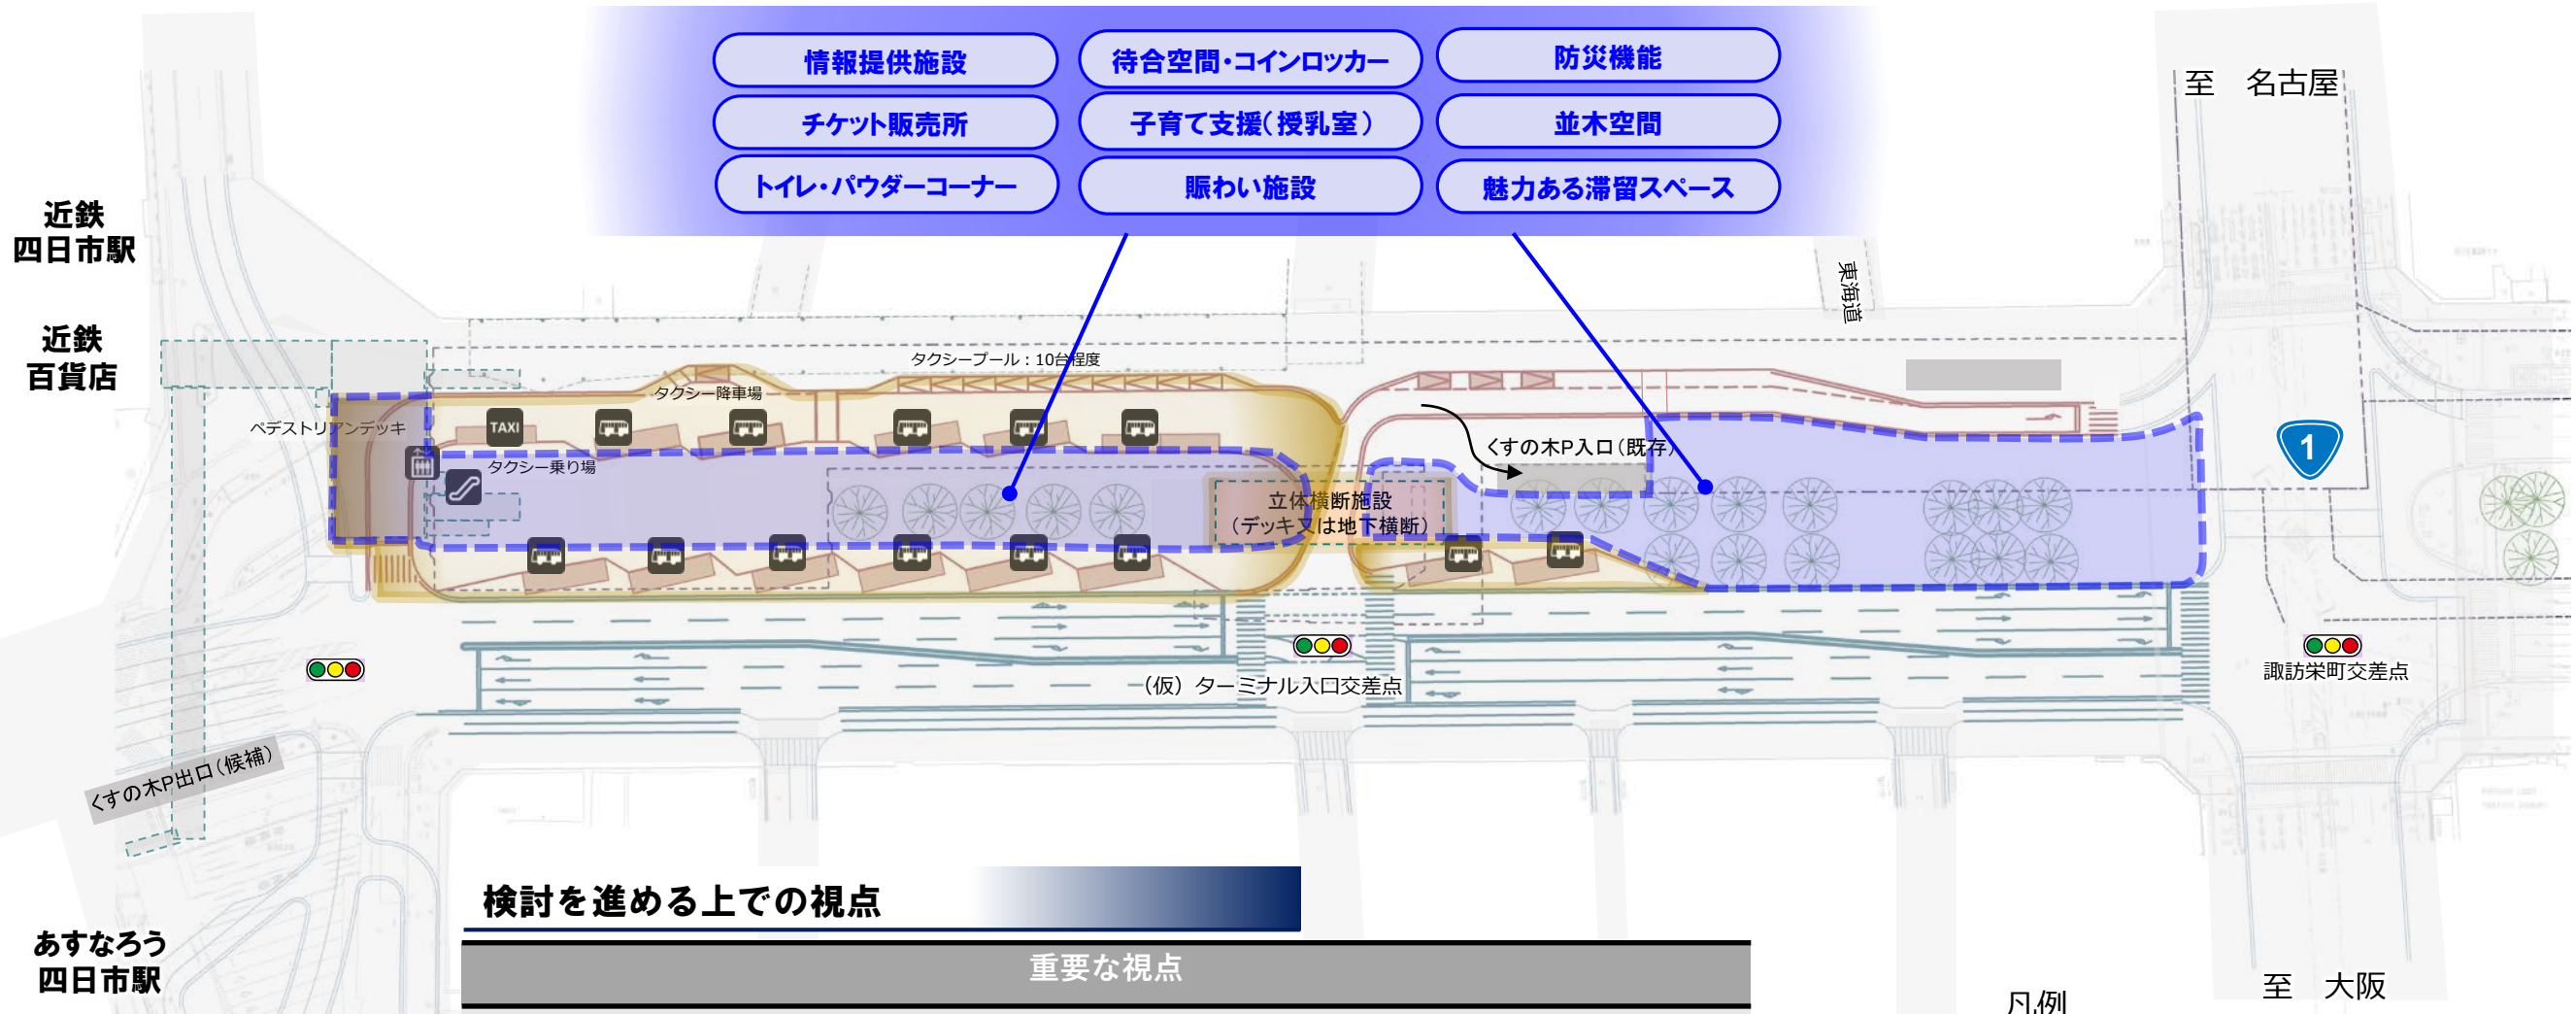 情報提供施設
待合空間・コインロッカー
防災機能
チケット販売所
子育て支援（授乳室）
並木空間
トイレ・パウダーコーナー
賑わい施設
魅力ある滞留スペース
至　名古屋
近鉄
四日市駅
東海道
近鉄
百貨店
タクシープール：10台程度
タクシー降車場
ペデストリアンデッキ
TAXI
くすの木P入口（既存）
1
タクシー乗り場
立体横断施設
（デッキ又は地下横断）
（仮）ターミナル入口交差点
諏訪栄町交差点
くすの木P出口（候補）
検討を進める上での視点
あすなろう
四日市駅
重要な視点
至　大阪
凡例